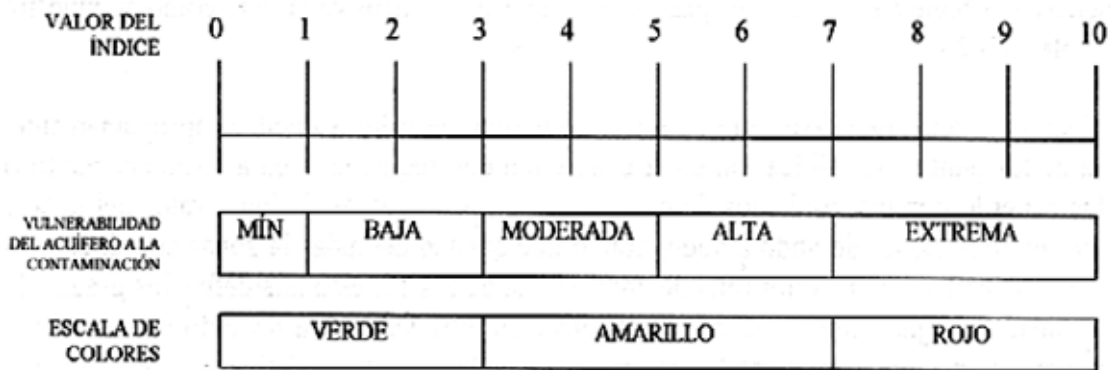 VALOR DEL
ÍNDICE
0 1 2 3 4 5 6 7 8 9 10
VULNERABILIDAD
DEL ACUÍFERO A LA
CONTAMINACIÓN
MÍN BAJA MODERADA ALTA EXTREMA
ESCALA DE
COLORES
VERDE AMARILLO ROJO